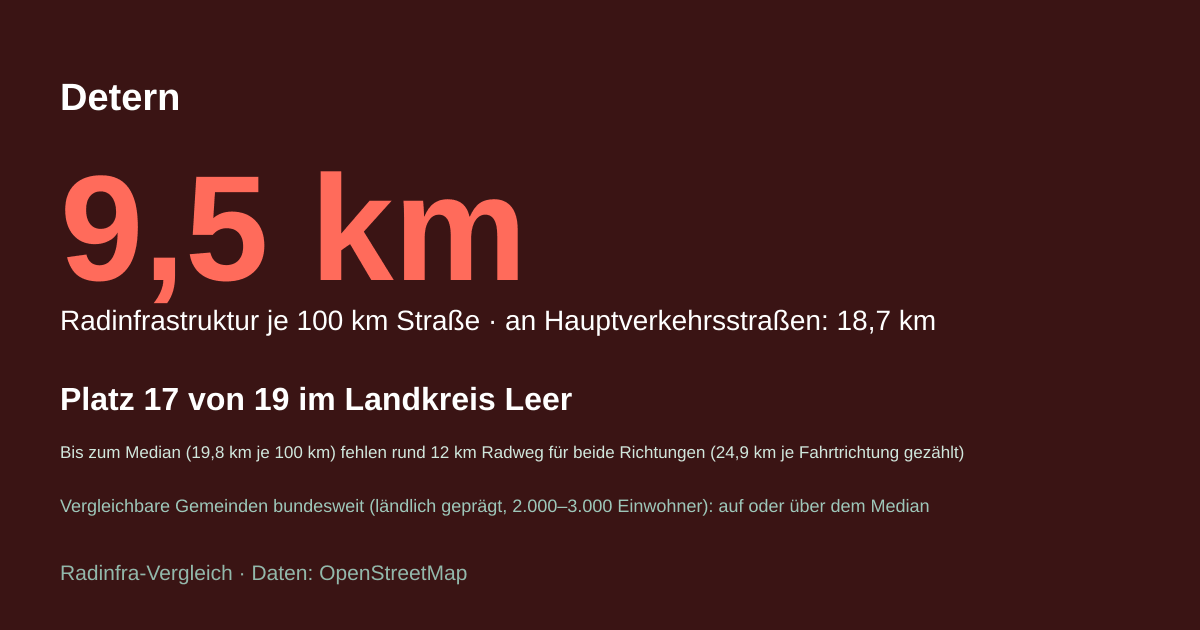 Detern
9,5 km
Radinfrastruktur je 100 km Straße · an Hauptverkehrsstraßen: 18,7 km
Platz 17 von 19 im Landkreis Leer
Bis zum Median (19,8 km je 100 km) fehlen rund 12 km Radweg für beide Richtungen (24,9 km je Fahrtrichtung gezählt)
Vergleichbare Gemeinden bundesweit (ländlich geprägt, 2.000–3.000 Einwohner): auf oder über dem Median
Radinfra-Vergleich · Daten: OpenStreetMap